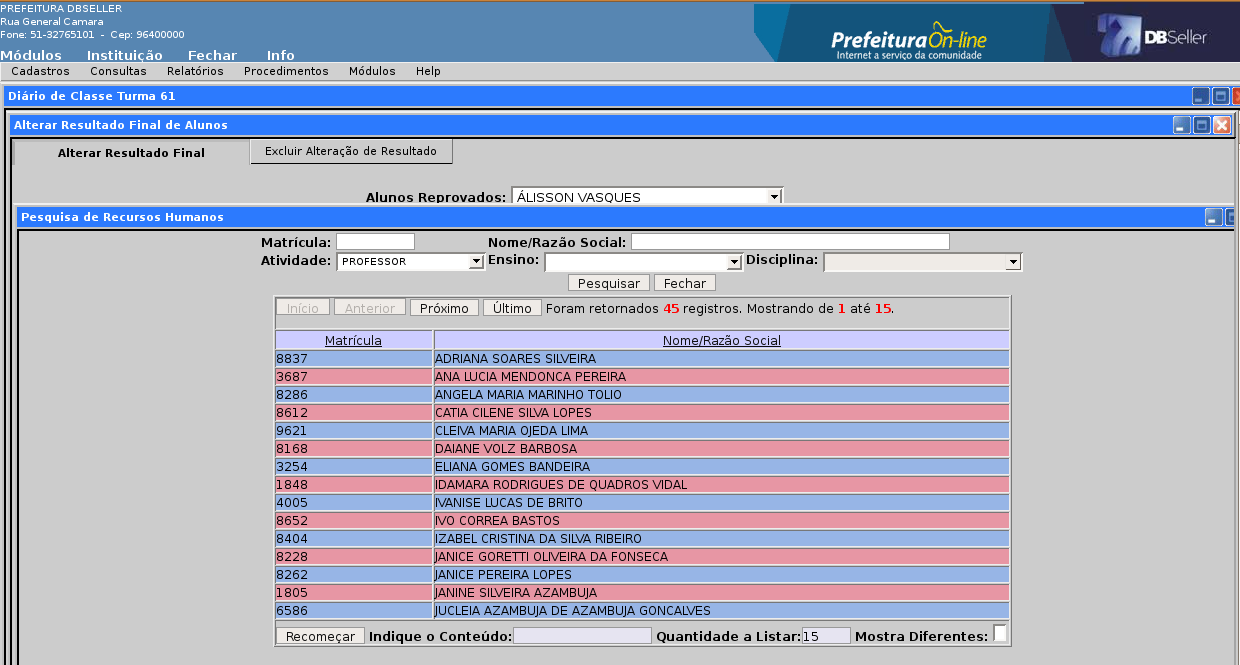 PREFEITURA DBSELLER
Rua General Camara
Fone: 51-32765101 - Cep: 96400000
PrefeituraOn-line
Internet a serviço da comunidade
DBSeller
Módulos Instituição Fechar Info
Cadastros Consultas Relatórios Procedimentos Módulos Help
Diário de Classe Turma 61
Alterar Resultado Final de Alunos
Alterar Resultado Final Excluir Alteração de Resultado
Alunos Reprovados: ÁLISSON VASQUES
Pesquisa de Recursos Humanos
Matrícula: Nome/Razão Social:
Atividade: PROFESSOR Ensino: Disciplina:
Pesquisar Fechar
Início Anterior Próximo Último Foram retornados 45 registros. Mostrando de 1 até 15.
Matrícula Nome/Razão Social
8837 ADRIANA SOARES SILVEIRA
3687 ANA LUCIA MENDONCA PEREIRA
8286 ANGELA MARIA MARINHO TOLIO
8612 CATIA CILENE SILVA LOPES
9621 CLEIVA MARIA OJEDA LIMA
8168 DAIANE VOLZ BARBOSA
3254 ELIANA GOMES BANDEIRA
1848 IDAMARA RODRIGUES DE QUADROS VIDAL
4005 IVANISE LUCAS DE BRITO
8652 IVO CORREA BASTOS
8404 IZABEL CRISTINA DA SILVA RIBEIRO
8228 JANICE GORETTI OLIVEIRA DA FONSECA
8262 JANICE PEREIRA LOPES
1805 JANINE SILVEIRA AZAMBUJA
6586 JUCLEIA AZAMBUJA DE AZAMBUJA GONCALVES
Recomeçar Indique o Conteúdo: Quantidade a Listar: 15 Mostra Diferentes: